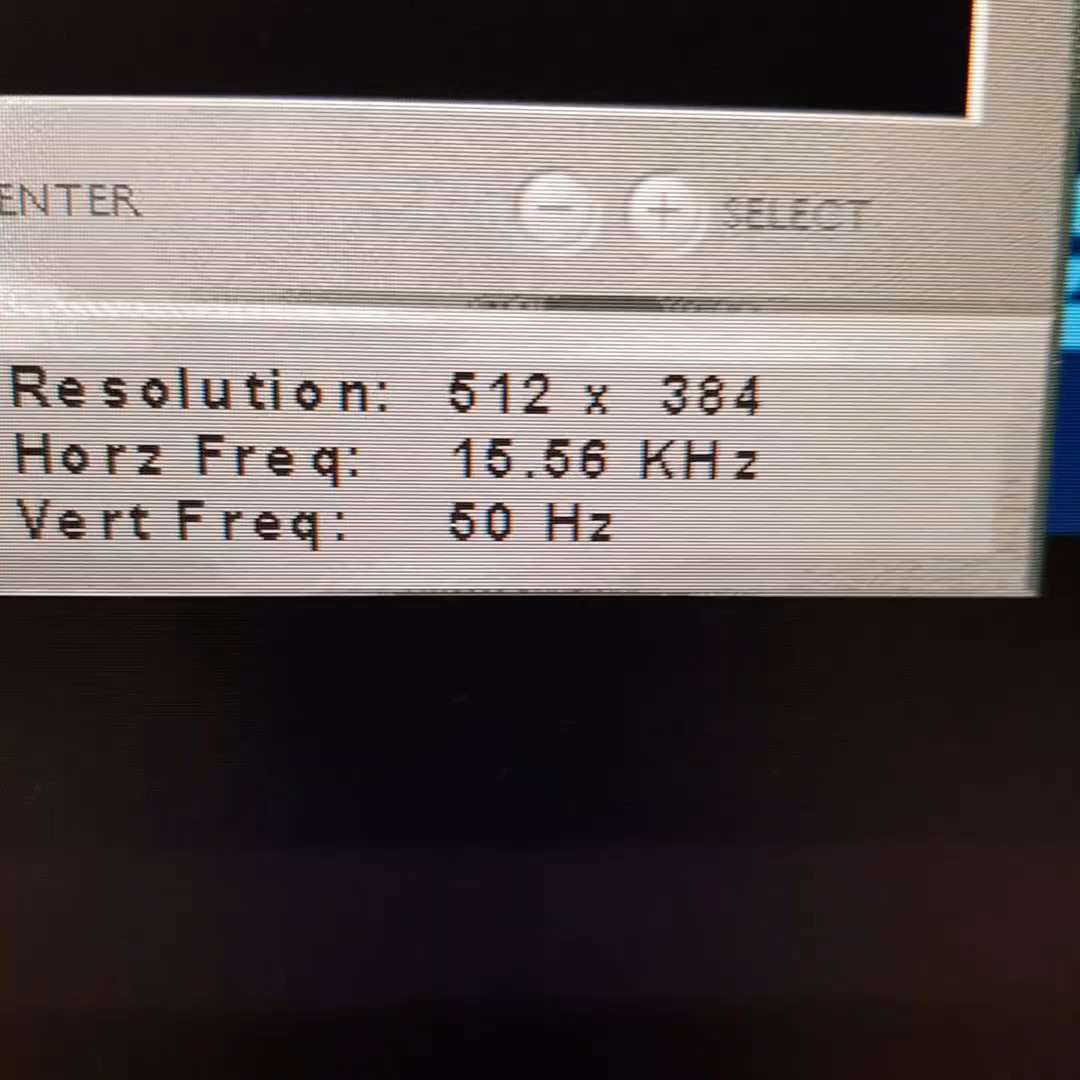 ENTER
− + SELECT
Resolution: 512 x 384
Horz Freq: 15.56 KHz
Vert Freq: 50 Hz